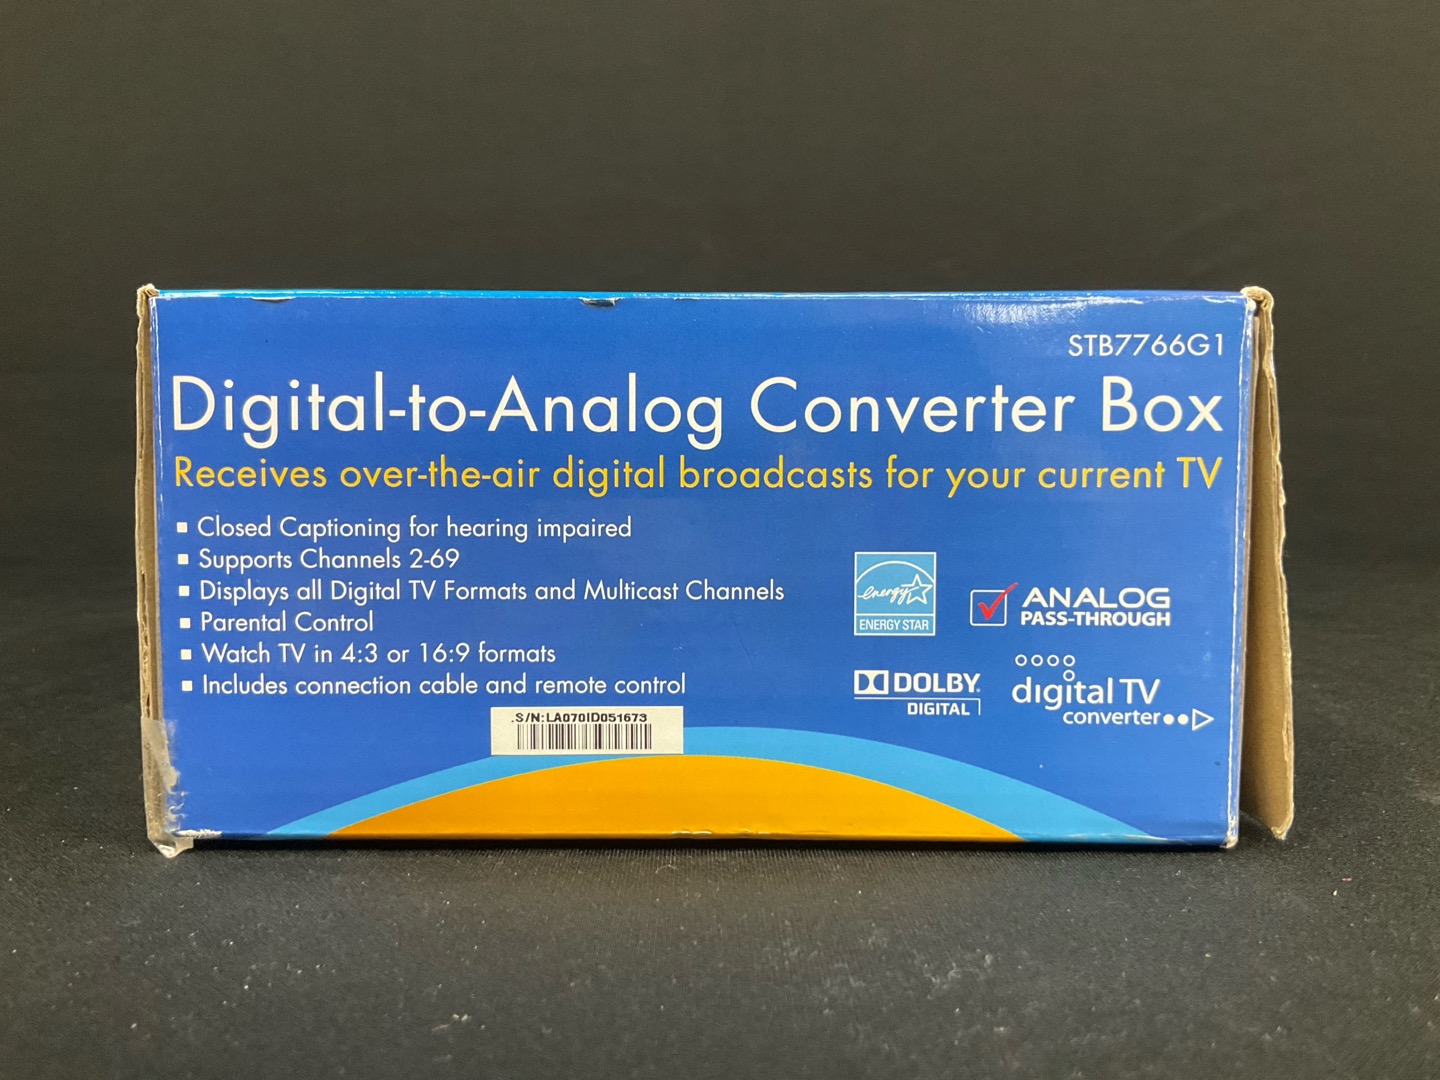 STB7766G1
Digital-to-Analog Converter Box
Receives over-the-air digital broadcasts for your current TV
▪ Closed Captioning for hearing impaired
▪ Supports Channels 2-69
▪ Displays all Digital TV Formats and Multicast Channels
▪ Parental Control
▪ Watch TV in 4:3 or 16:9 formats
▪ Includes connection cable and remote control
energy
ENERGY STAR
ANALOG
PASS-THROUGH
DOLBY
DIGITAL
digital TV
converter
.S/N:LA070ID051673